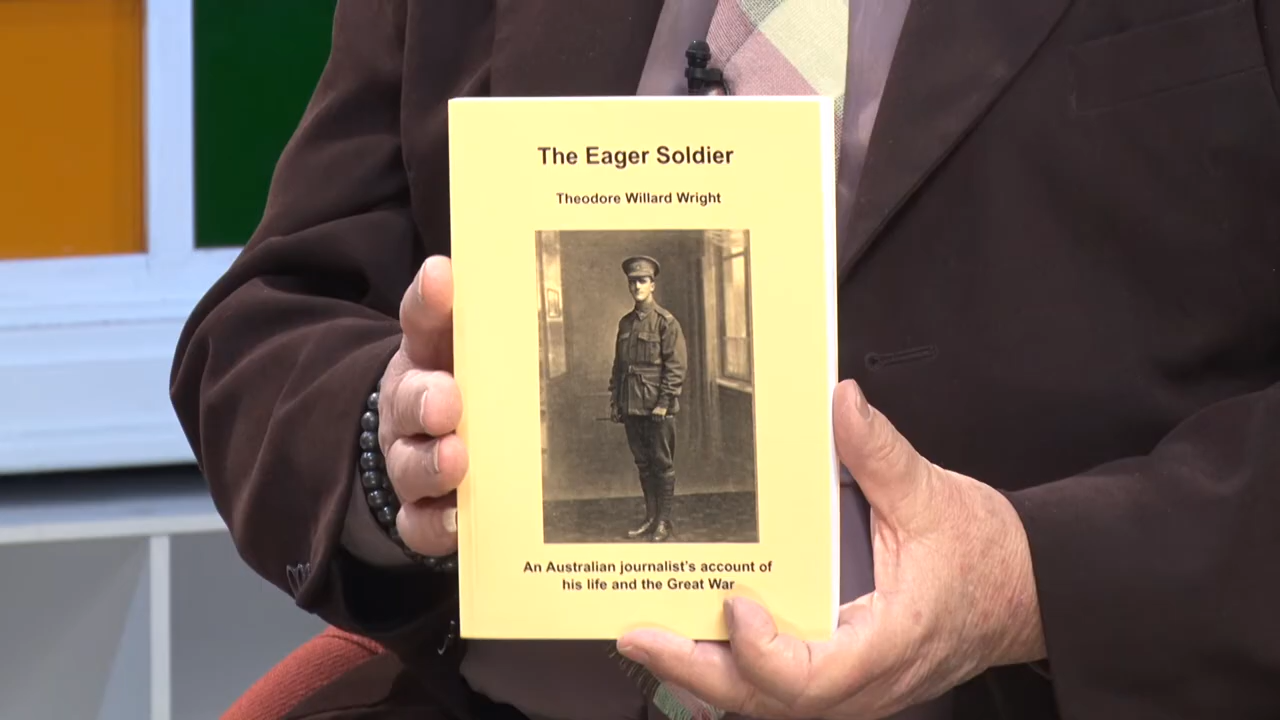 The Eager Soldier
Theodore Willard Wright
An Australian journalist's account of
his life and the Great War